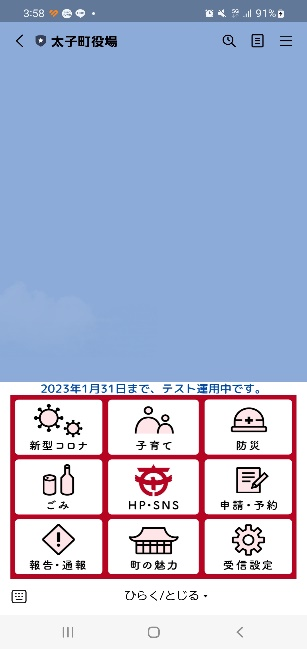 3:58
91%
太子町役場
2023年1月31日まで、テスト運用中です。
新型コロナ
子育て
防災
ごみ
HP・SNS
申請・予約
報告・通報
町の魅力
受信設定
ひらく/とじる